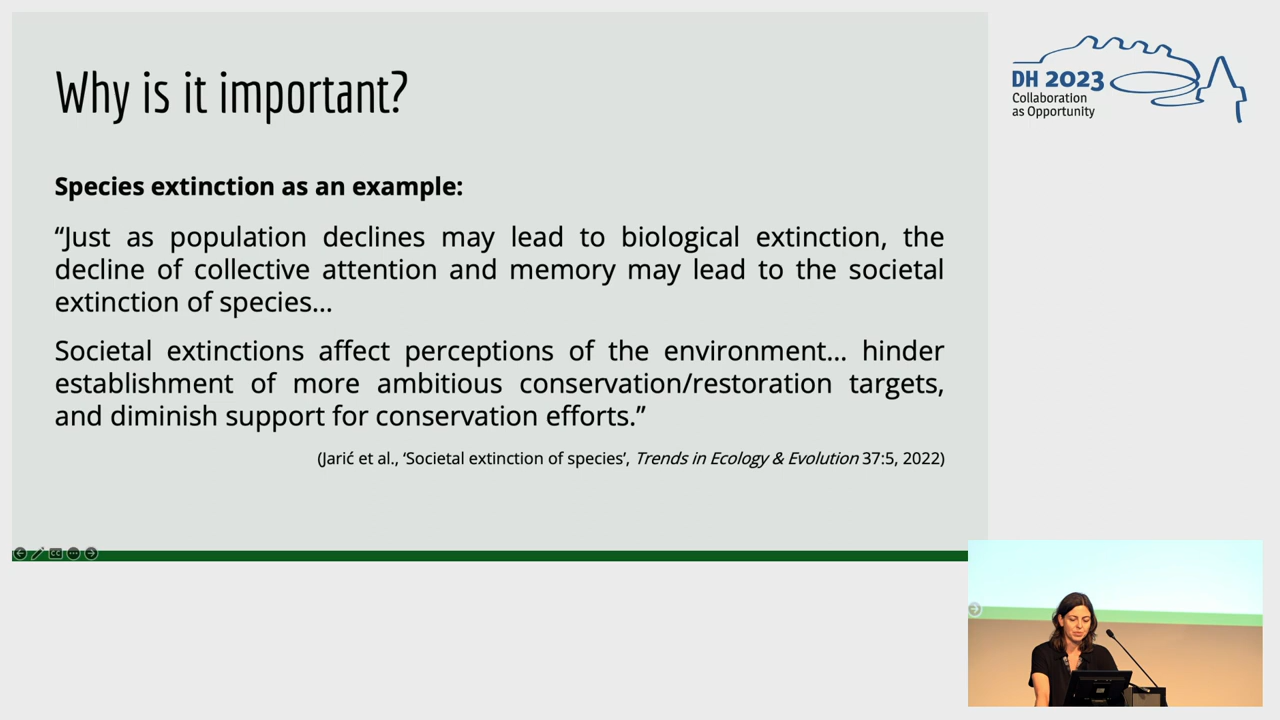 Why is it important?
Species extinction as an example:
“Just as population declines may lead to biological extinction, the
decline of collective attention and memory may lead to the societal
extinction of species...
Societal extinctions affect perceptions of the environment... hinder
establishment of more ambitious conservation/restoration targets,
and diminish support for conservation efforts.”
(Jarić et al., ‘Societal extinction of species’, Trends in Ecology & Evolution 37:5, 2022)
DH 2023
Collaboration
as Opportunity